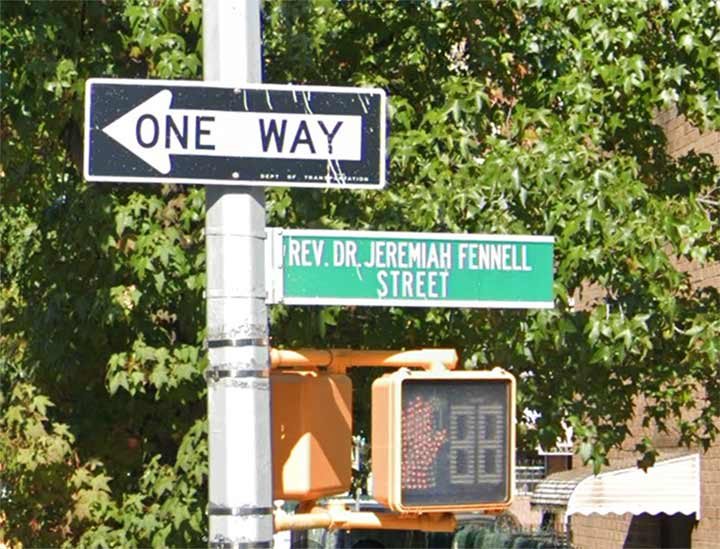 ONE WAY
DEPT OF TRANSPORTATION
REV. DR. JEREMIAH FENNELL
STREET